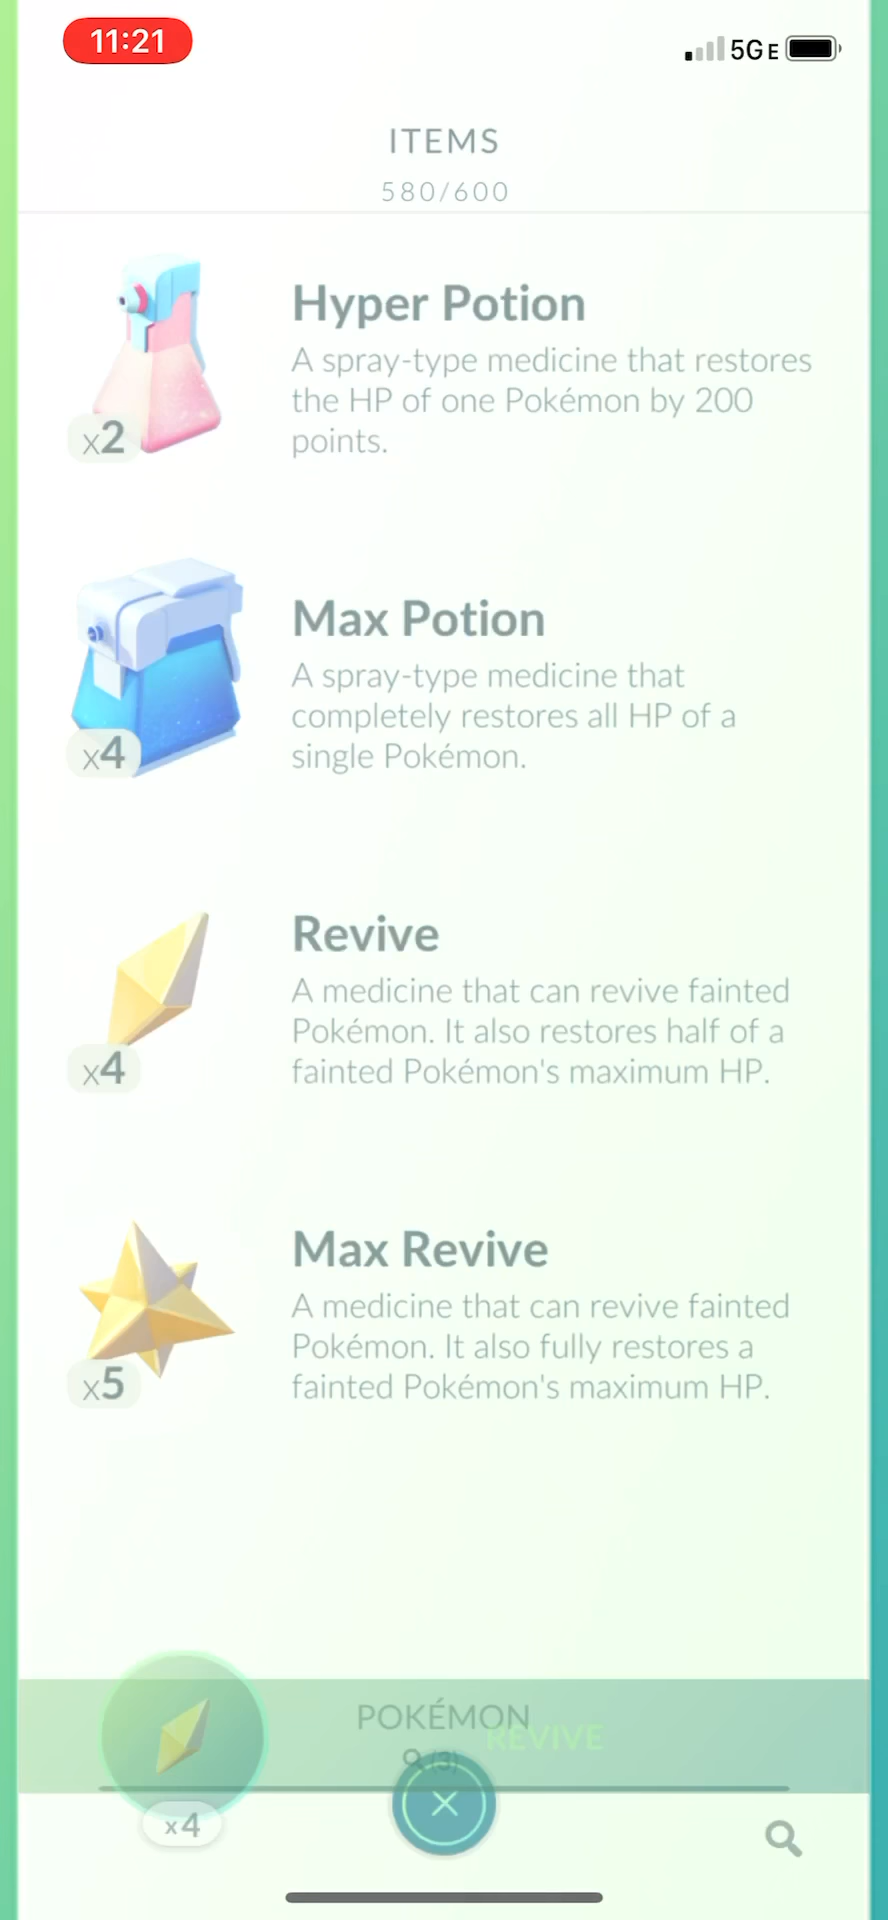 11:21
5G E
ITEMS
580/600
Hyper Potion
A spray-type medicine that restores
the HP of one Pokémon by 200
points.
x2
Max Potion
A spray-type medicine that
completely restores all HP of a
single Pokémon.
x4
Revive
A medicine that can revive fainted
Pokémon. It also restores half of a
fainted Pokémon's maximum HP.
x4
Max Revive
A medicine that can revive fainted
Pokémon. It also fully restores a
fainted Pokémon's maximum HP.
x5
POKÉMON
REVIVE
(3)
x4